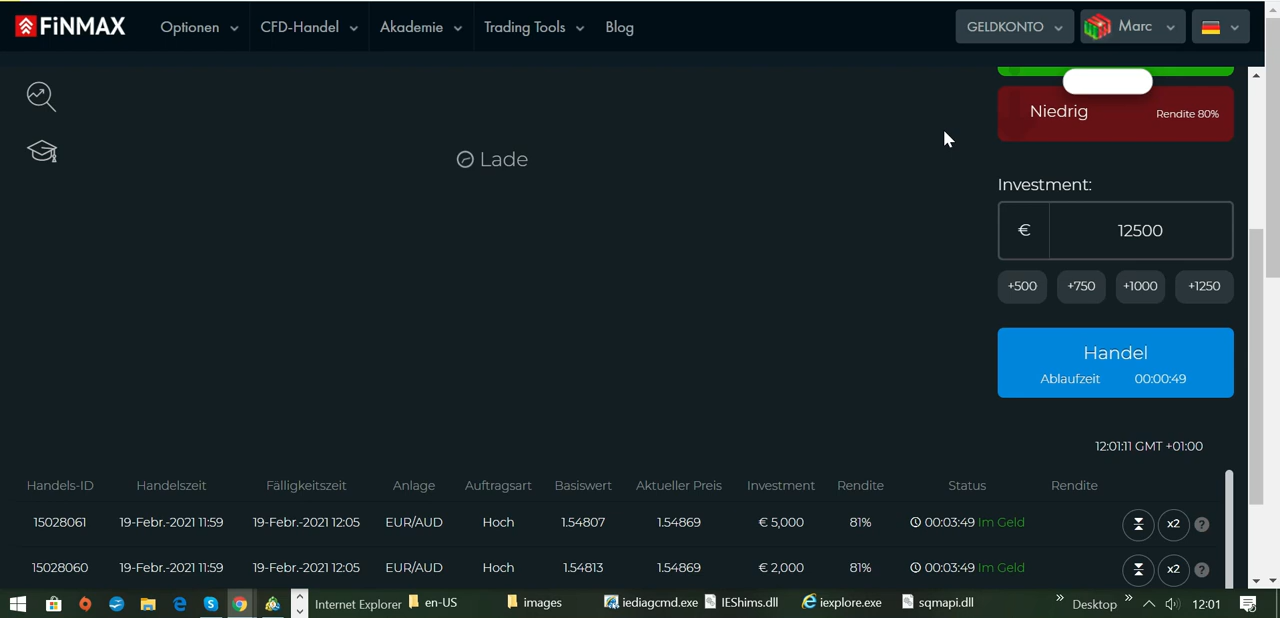 FiNMAX Optionen CFD-Handel Akademie Trading Tools Blog GELDKONTO Marc
Niedrig Rendite 80%
Lade
Investment:
€ 12500
+500 +750 +1000 +1250
Handel
Ablaufzeit 00:00:49
12:01:11 GMT +01:00
Handels-ID Handelszeit Fälligkeitszeit Anlage Auftragsart Basiswert Aktueller Preis Investment Rendite Status Rendite
15028061 19-Febr.-2021 11:59 19-Febr.-2021 12:05 EUR/AUD Hoch 1.54807 1.54869 € 5,000 81% 00:03:49 Im Geld x2 ?
15028060 19-Febr.-2021 11:59 19-Febr.-2021 12:05 EUR/AUD Hoch 1.54813 1.54869 € 2,000 81% 00:03:49 Im Geld x2 ?
Internet Explorer en-US images iediagcmd.exe IEShims.dll iexplore.exe sqmapi.dll » Desktop » 12:01